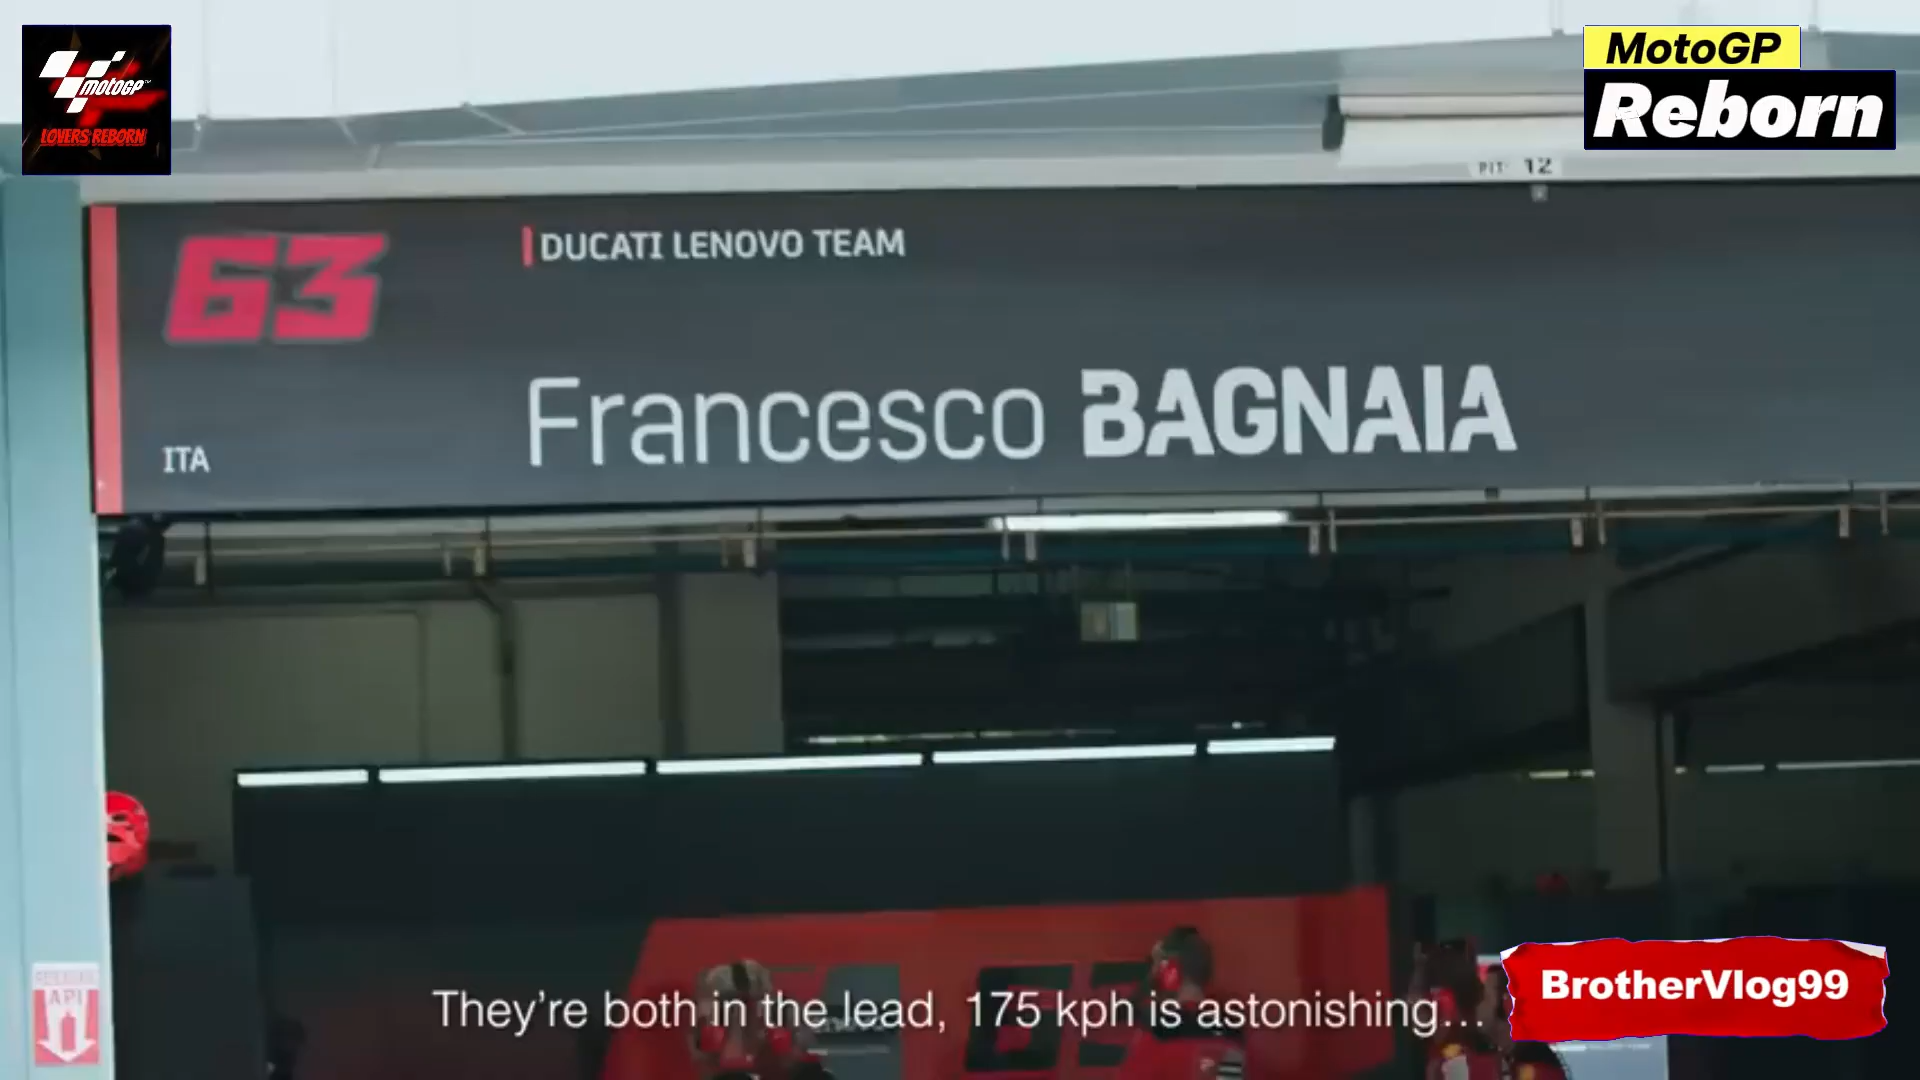 motoGP
LOVERS REBORN
MotoGP
Reborn
PIT 12
63
DUCATI LENOVO TEAM
Francesco BAGNAIA
ITA
API
63
They're both in the lead, 175 kph is astonishing...
BrotherVlog99